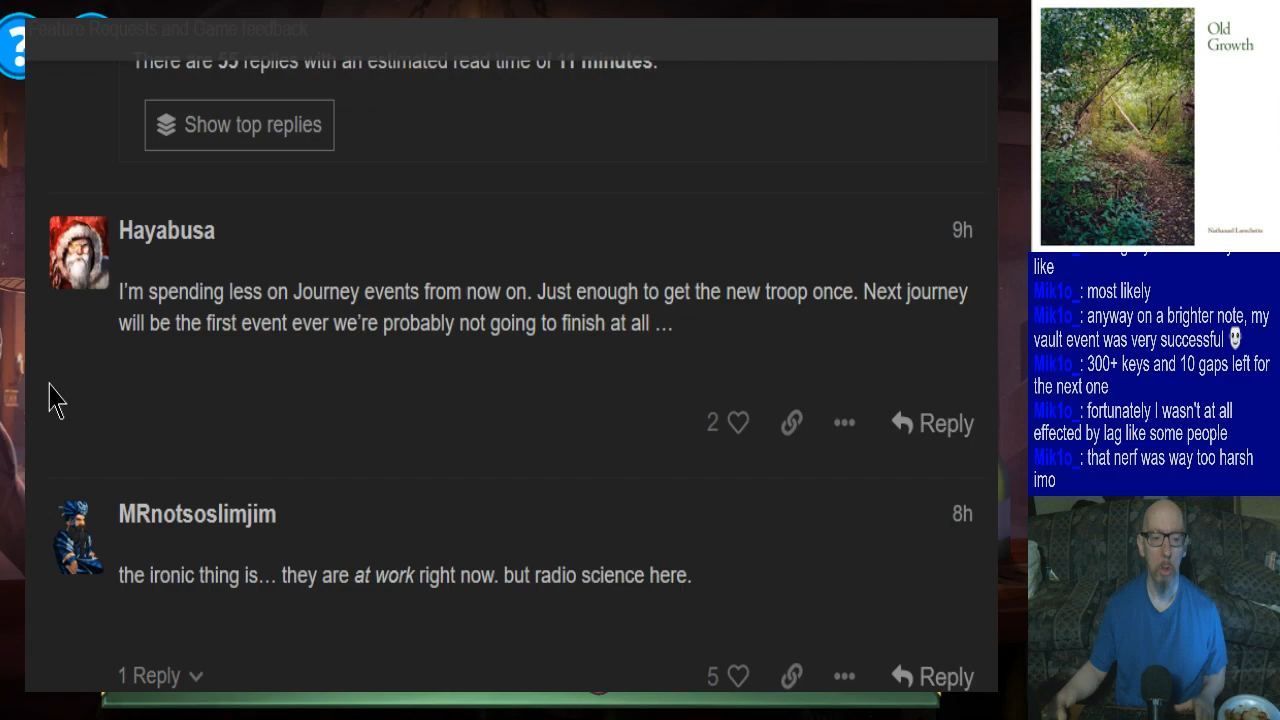 Feature Requests and Game feedback
There are 55 replies with an estimated read time of 11 minutes.
Show top replies
Hayabusa
9h
I'm spending less on Journey events from now on. Just enough to get the new troop once. Next journey
will be the first event ever we're probably not going to finish at all …
2
Reply
MRnotsoslimjim
8h
the ironic thing is… they are at work right now. but radio science here.
1 Reply
5
Reply
Old
Growth
like
Mik1o_: most likely
Mik1o_: anyway on a brighter note, my
vault event was very successful
Mik1o_: 300+ keys and 10 gaps left for
the next one
Mik1o_: fortunately I wasn't at all
effected by lag like some people
Mik1o_: that nerf was way too harsh
imo